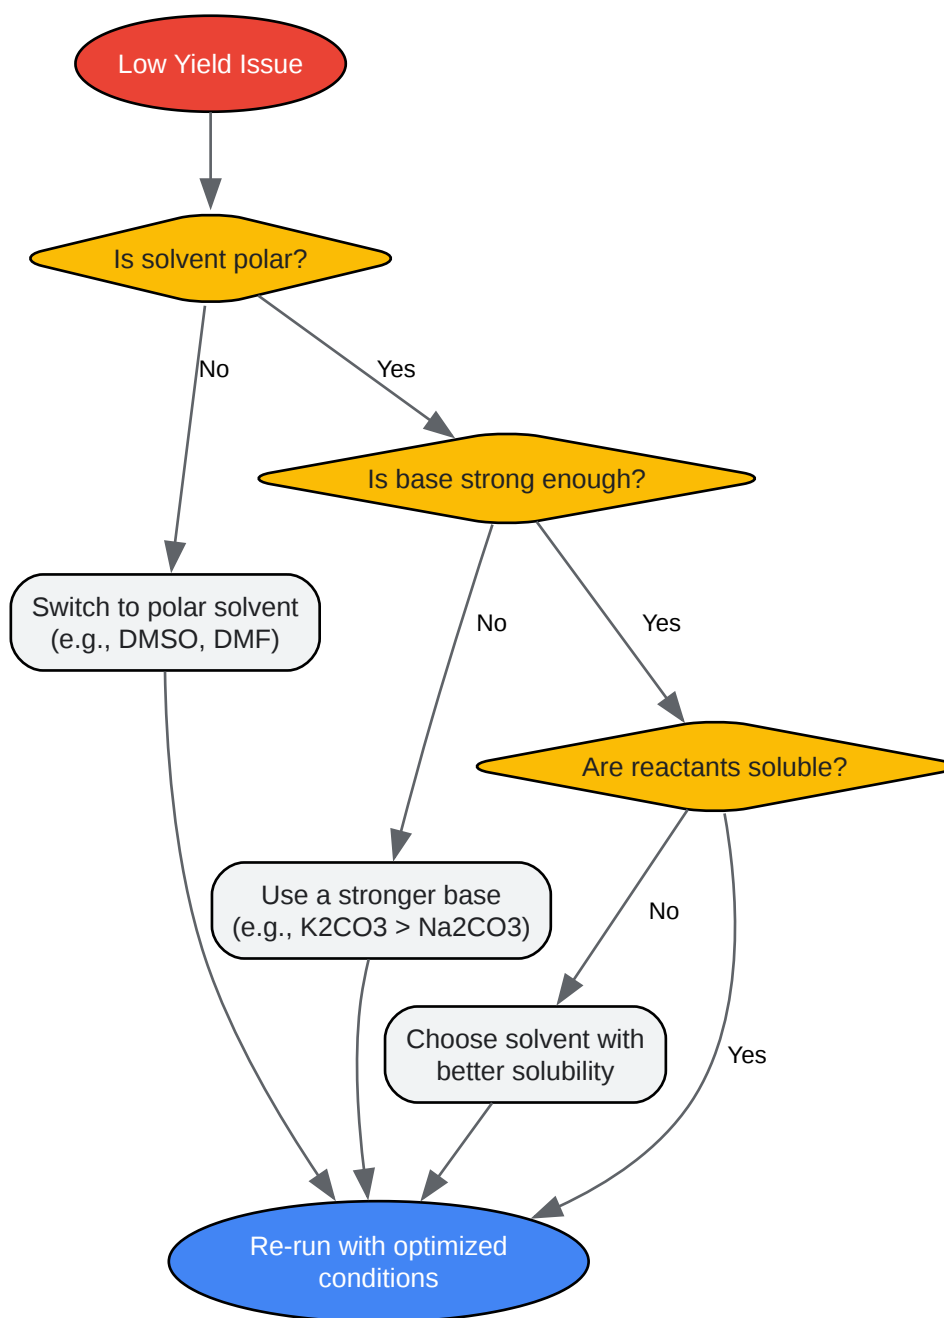 Low Yield Issue
Is solvent polar?
No
Yes
Is base strong enough?
Switch to polar solvent
(e.g., DMSO, DMF)
No
Yes
Are reactants soluble?
Use a stronger base
(e.g., K2CO3 > Na2CO3)
No
Choose solvent with
better solubility
Yes
Re-run with optimized
conditions